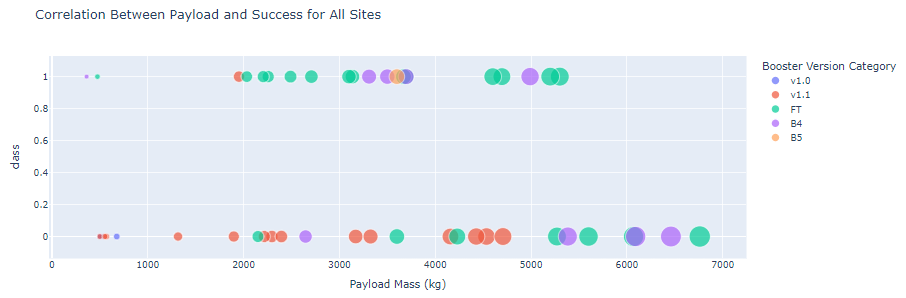 Correlation Between Payload and Success for All Sites
Booster Version Category
v1.0
v1.1
FT
B4
B5
class
1
0.8
0.6
0.4
0.2
0
0 1000 2000 3000 4000 5000 6000 7000
Payload Mass (kg)